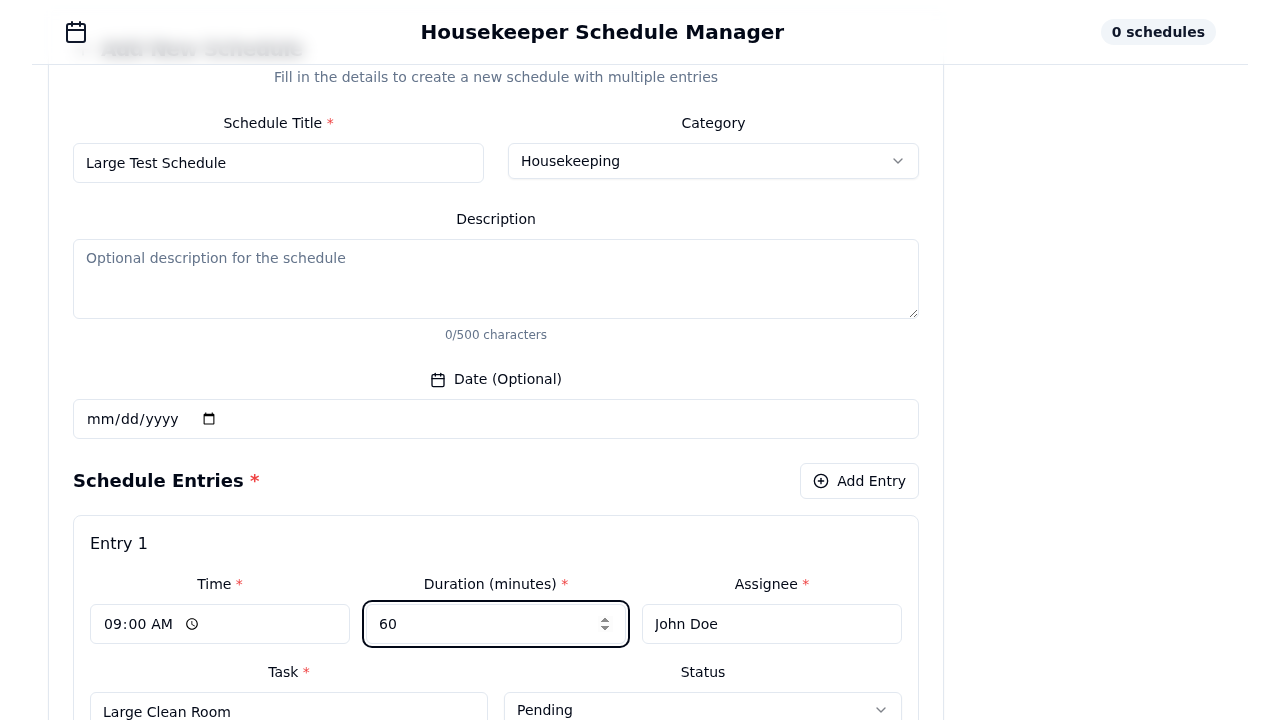 Housekeeper Schedule Manager
0 schedules
Add New Schedule
Fill in the details to create a new schedule with multiple entries
Schedule Title *
Category
Large Test Schedule
Housekeeping
Description
Optional description for the schedule
0/500 characters
Date (Optional)
mm/dd/yyyy
Schedule Entries *
Add Entry
Entry 1
Time *
Duration (minutes) *
Assignee *
09:00 AM
60
John Doe
Task *
Status
Large Clean Room
Pending